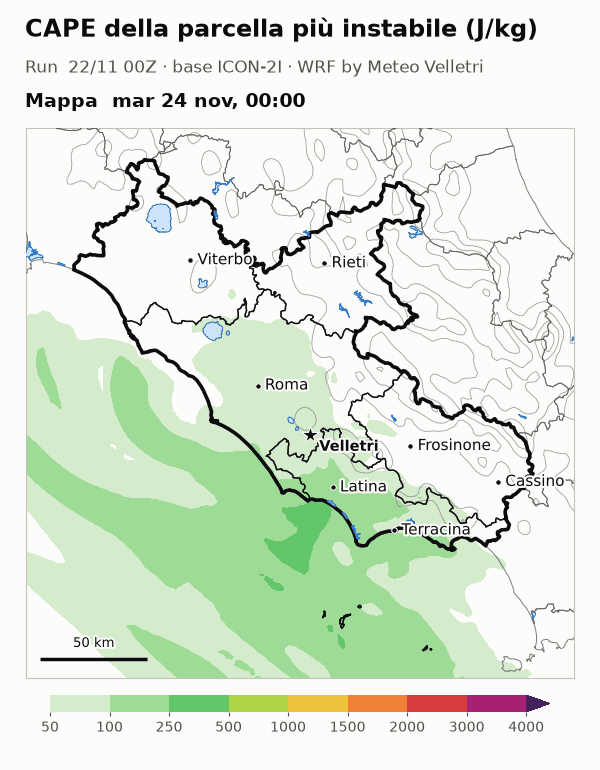 CAPE della parcella più instabile (J/kg)
Run  22/11 00Z · base ICON-2I · WRF by Meteo Velletri
Mappa  mar 24 nov, 00:00
Viterbo
Rieti
Roma
Velletri
Frosinone
Latina
Cassino
Terracina
50 km
50 100 250 500 1000 1500 2000 3000 4000